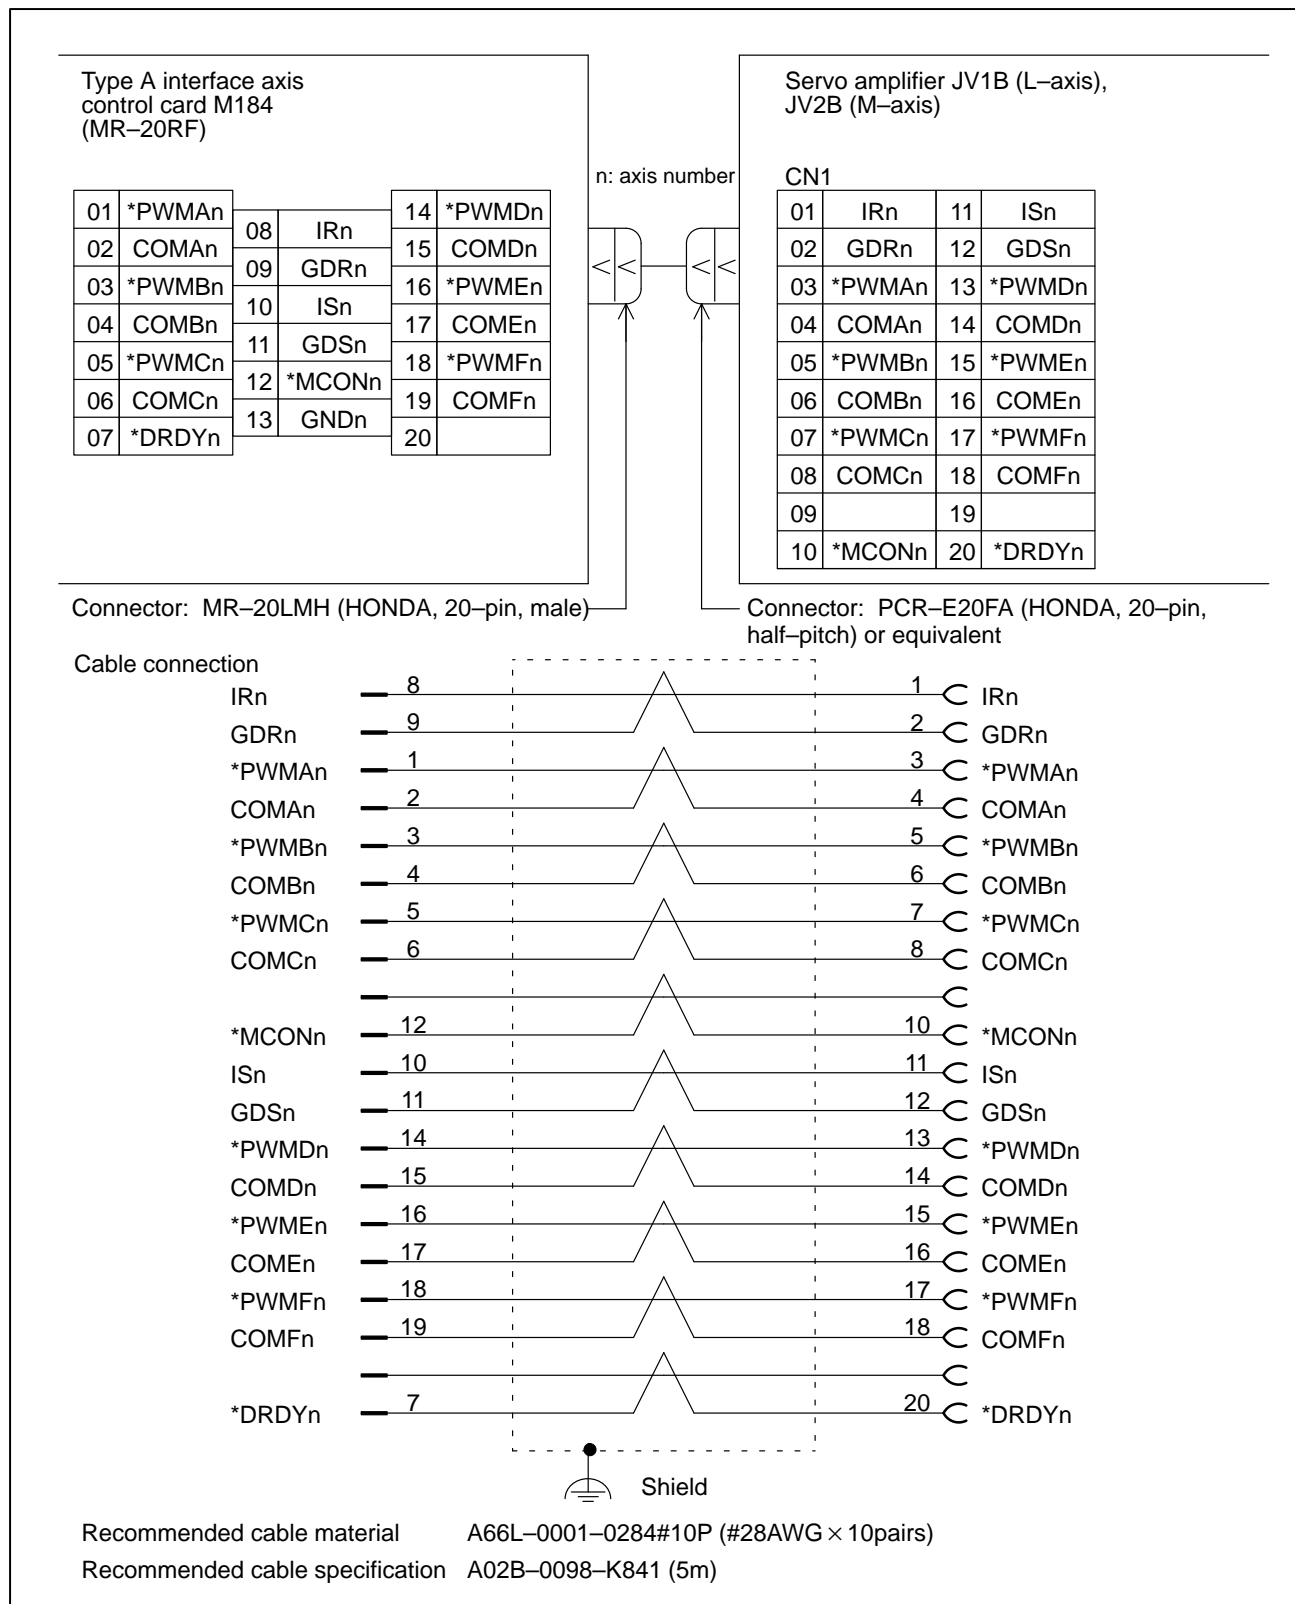 Type A interface axis
control card M184
(MR–20RF)
Servo amplifier JV1B (L–axis),
JV2B (M–axis)
n: axis number
CN1
01 *PWMAn
02 COMAn
03 *PWMBn
04 COMBn
05 *PWMCn
06 COMCn
07 *DRDYn
08 IRn
09 GDRn
10 ISn
11 GDSn
12 *MCONn
13 GNDn
14 *PWMDn
15 COMDn
16 *PWMEn
17 COMEn
18 *PWMFn
19 COMFn
20
01 IRn 11 ISn
02 GDRn 12 GDSn
03 *PWMAn 13 *PWMDn
04 COMAn 14 COMDn
05 *PWMBn 15 *PWMEn
06 COMBn 16 COMEn
07 *PWMCn 17 *PWMFn
08 COMCn 18 COMFn
09 19
10 *MCONn 20 *DRDYn
Connector: MR–20LMH (HONDA, 20–pin, male)
Connector: PCR–E20FA (HONDA, 20–pin,
half–pitch) or equivalent
Cable connection
IRn 8 1 IRn
GDRn 9 2 GDRn
*PWMAn 1 3 *PWMAn
COMAn 2 4 COMAn
*PWMBn 3 5 *PWMBn
COMBn 4 6 COMBn
*PWMCn 5 7 *PWMCn
COMCn 6 8 COMCn
*MCONn 12 10 *MCONn
ISn 10 11 ISn
GDSn 11 12 GDSn
*PWMDn 14 13 *PWMDn
COMDn 15 14 COMDn
*PWMEn 16 15 *PWMEn
COMEn 17 16 COMEn
*PWMFn 18 17 *PWMFn
COMFn 19 18 COMFn
*DRDYn 7 20 *DRDYn
Shield
Recommended cable material A66L–0001–0284#10P (#28AWG × 10pairs)
Recommended cable specification A02B–0098–K841 (5m)